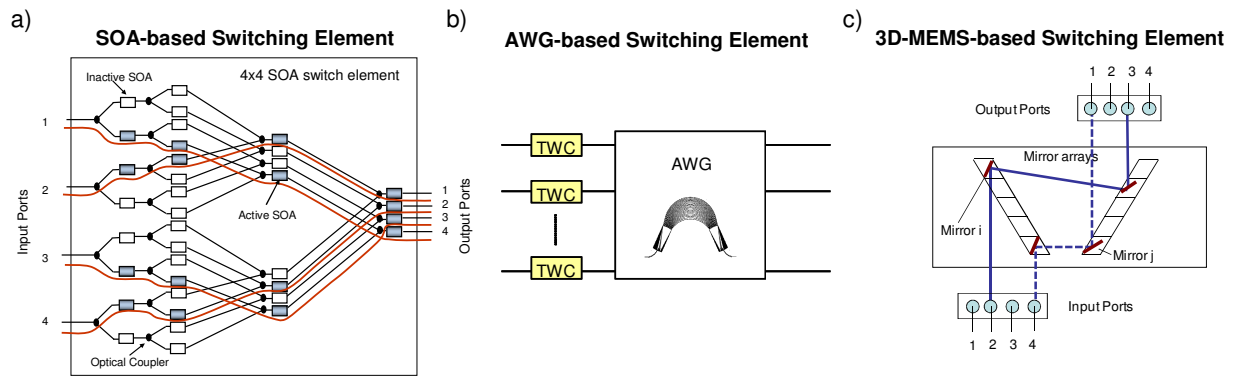 a)
SOA-based Switching Element
Inactive SOA
4x4 SOA switch element
1
2
3
4
Input Ports
Active SOA
Optical Coupler
1
2
3
4
Output Ports
b)
AWG-based Switching Element
TWC
TWC
TWC
AWG
c)
3D-MEMS-based Switching Element
1 2 3 4
Output Ports
Mirror arrays
Mirror i
Mirror j
Input Ports
1 2 3 4